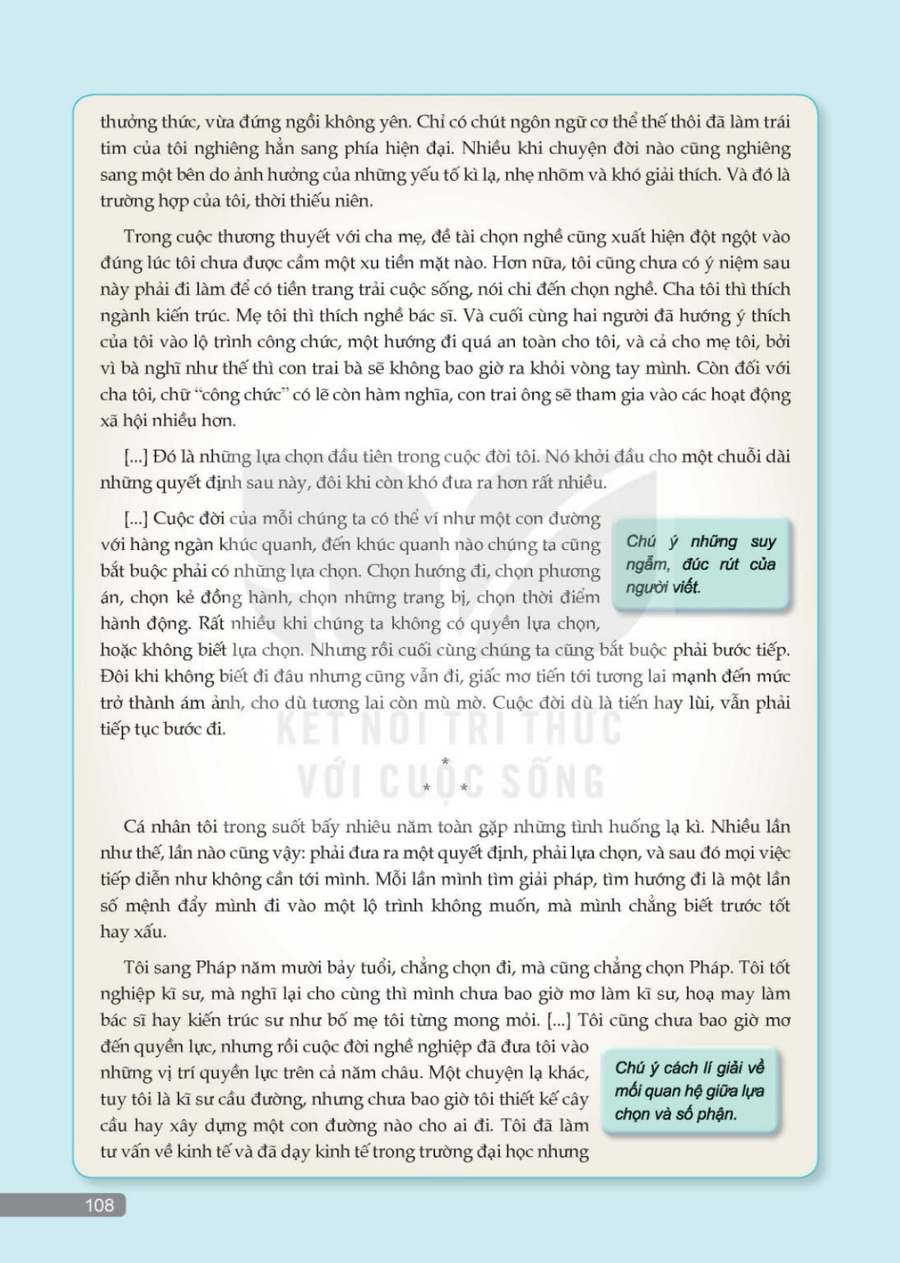 thưởng thức, vừa đứng ngồi không yên. Chỉ có chút ngôn ngữ cơ thể thế thôi đã làm trái
tim của tôi nghiêng hẳn sang phía hiện đại. Nhiều khi chuyện đời nào cũng nghiêng
sang một bên do ảnh hưởng của những yếu tố kì lạ, nhẹ nhõm và khó giải thích. Và đó là
trường hợp của tôi, thời thiếu niên.
Trong cuộc thương thuyết với cha mẹ, đề tài chọn nghề cũng xuất hiện đột ngột vào
đúng lúc tôi chưa được cầm một xu tiền mặt nào. Hơn nữa, tôi cũng chưa có ý niệm sau
này phải đi làm để có tiền trang trải cuộc sống, nói chi đến chọn nghề. Cha tôi thì thích
ngành kiến trúc. Mẹ tôi thì thích nghề bác sĩ. Và cuối cùng hai người đã hướng ý thích
của tôi vào lộ trình công chức, một hướng đi quá an toàn cho tôi, và cả cho mẹ tôi, bởi
vì bà nghĩ như thế thì con trai bà sẽ không bao giờ ra khỏi vòng tay mình. Còn đối với
cha tôi, chữ “công chức” có lẽ còn hàm nghĩa, con trai ông sẽ tham gia vào các hoạt động
xã hội nhiều hơn.
[...] Đó là những lựa chọn đầu tiên trong cuộc đời tôi. Nó khởi đầu cho một chuỗi dài
những quyết định sau này, đôi khi còn khó đưa ra hơn rất nhiều.
[...] Cuộc đời của mỗi chúng ta có thể ví như một con đường
với hàng ngàn khúc quanh, đến khúc quanh nào chúng ta cũng
bắt buộc phải có những lựa chọn. Chọn hướng đi, chọn phương
án, chọn kẻ đồng hành, chọn những trang bị, chọn thời điểm
hành động. Rất nhiều khi chúng ta không có quyền lựa chọn,
hoặc không biết lựa chọn. Nhưng rồi cuối cùng chúng ta cũng bắt buộc phải bước tiếp.
Đôi khi không biết đi đâu nhưng cũng vẫn đi, giấc mơ tiến tới tương lai mạnh đến mức
trở thành ám ảnh, cho dù tương lai còn mù mờ. Cuộc đời dù là tiến hay lùi, vẫn phải
tiếp tục bước đi.
Chú ý những suy
ngẫm, đúc rút của
người viết.
KẾT NỐI TRI THỨC
VỚI CUỘC SỐNG
*
* *
Cá nhân tôi trong suốt bấy nhiêu năm toàn gặp những tình huống lạ kì. Nhiều lần
như thế, lần nào cũng vậy: phải đưa ra một quyết định, phải lựa chọn, và sau đó mọi việc
tiếp diễn như không cần tới mình. Mỗi lần mình tìm giải pháp, tìm hướng đi là một lần
số mệnh đẩy mình đi vào một lộ trình không muốn, mà mình chẳng biết trước tốt
hay xấu.
Tôi sang Pháp năm mười bảy tuổi, chẳng chọn đi, mà cũng chẳng chọn Pháp. Tôi tốt
nghiệp kĩ sư, mà nghĩ lại cho cùng thì mình chưa bao giờ mơ làm kĩ sư, hoạ may làm
bác sĩ hay kiến trúc sư như bố mẹ tôi từng mong mỏi. [...] Tôi cũng chưa bao giờ mơ
đến quyền lực, nhưng rồi cuộc đời nghề nghiệp đã đưa tôi vào
những vị trí quyền lực trên cả năm châu. Một chuyện lạ khác,
tuy tôi là kĩ sư cầu đường, nhưng chưa bao giờ tôi thiết kế cây
cầu hay xây dựng một con đường nào cho ai đi. Tôi đã làm
tư vấn về kinh tế và đã dạy kinh tế trong trường đại học nhưng
Chú ý cách lí giải về
mối quan hệ giữa lựa
chọn và số phận.
108